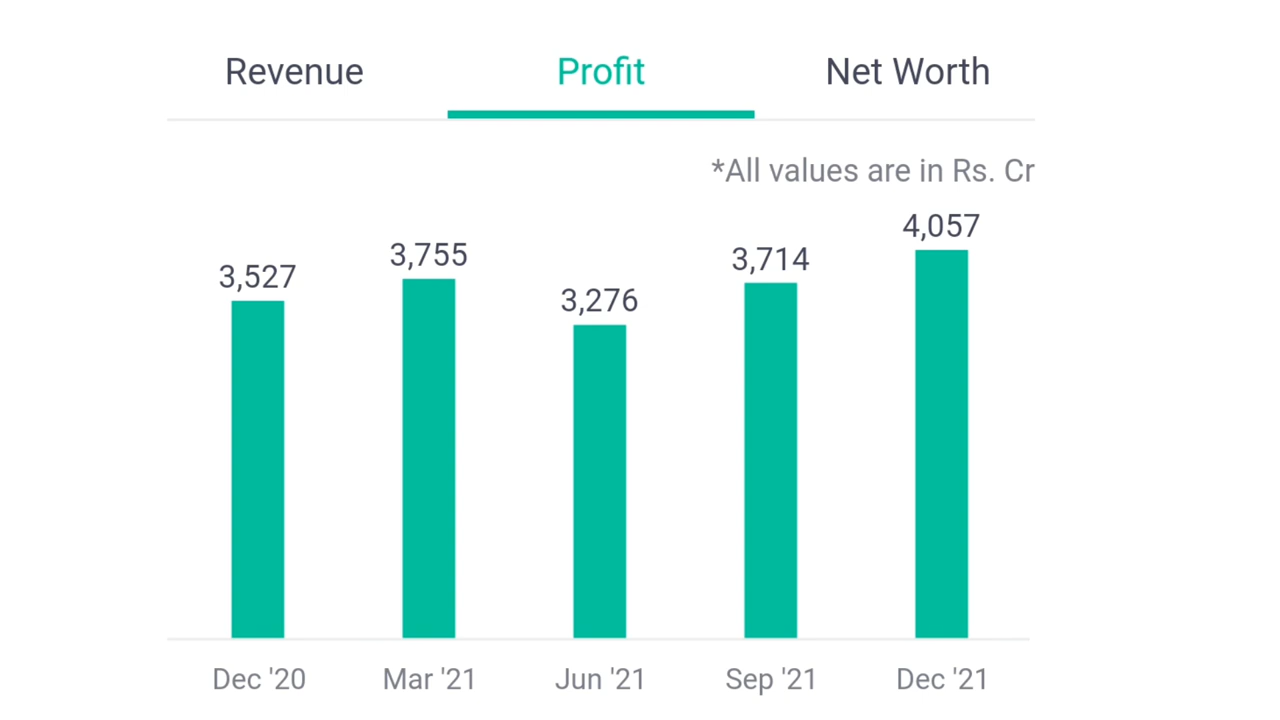 Revenue Profit Net Worth
*All values are in Rs. Cr
3,527 3,755 3,276 3,714 4,057
Dec '20 Mar '21 Jun '21 Sep '21 Dec '21